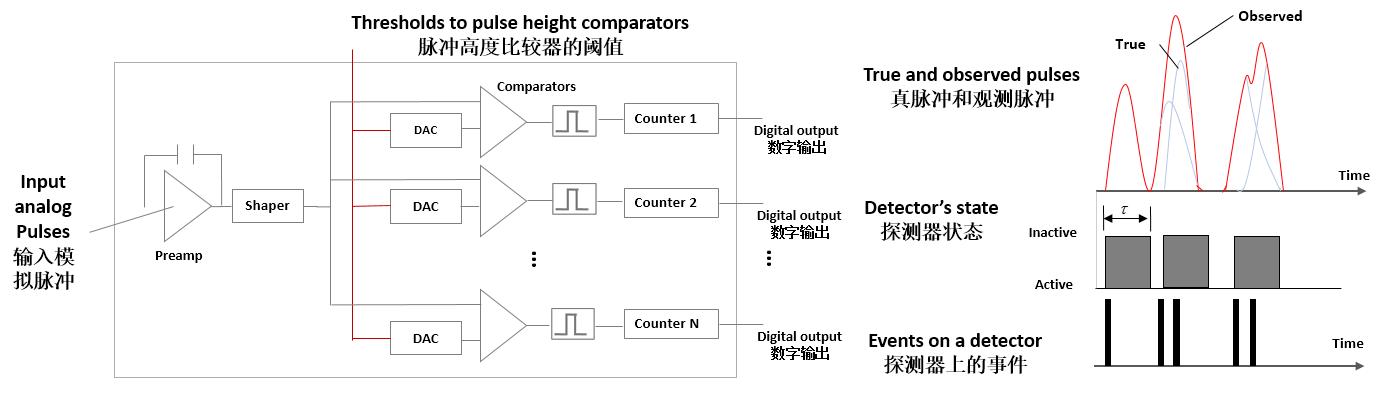 Thresholds to pulse height comparators
脉冲高度比较器的阈值
Comparators
DAC
Counter 1
Digital output
数字输出
Input
analog
Pulses
输入模
拟脉冲
Preamp
Shaper
DAC
Counter 2
Digital output
数字输出
DAC
Counter N
Digital output
数字输出
True and observed pulses
真脉冲和观测脉冲
Observed
True
Time
Detector's state
探测器状态
τ
Inactive
Active
Events on a detector
探测器上的事件
Time